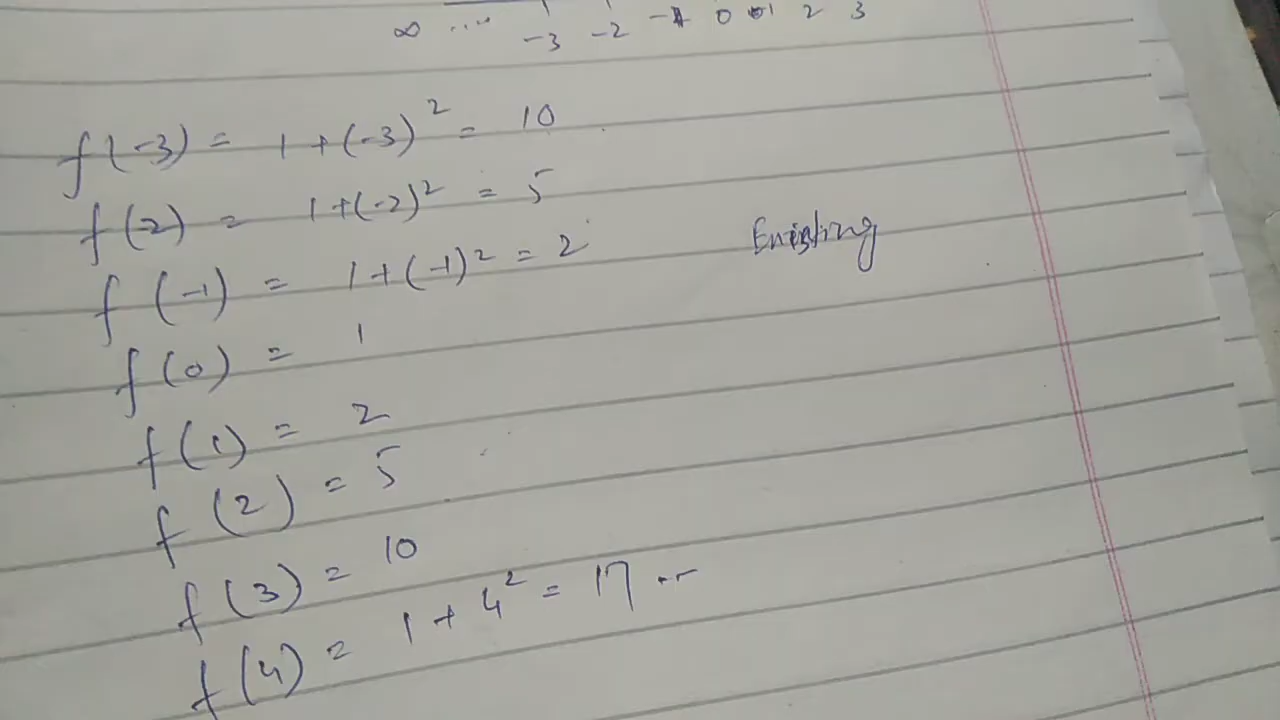 ∞ .... -3 -2 -1 0 1 2 3
f(-3) = 1+(-3)² = 10
f(-2) = 1+(-2)² = 5
f(-1) = 1+(-1)² = 2
f(0) = 1
f(1) = 2
f(2) = 5
f(3) = 10
f(4) = 1+4² = 17 ..